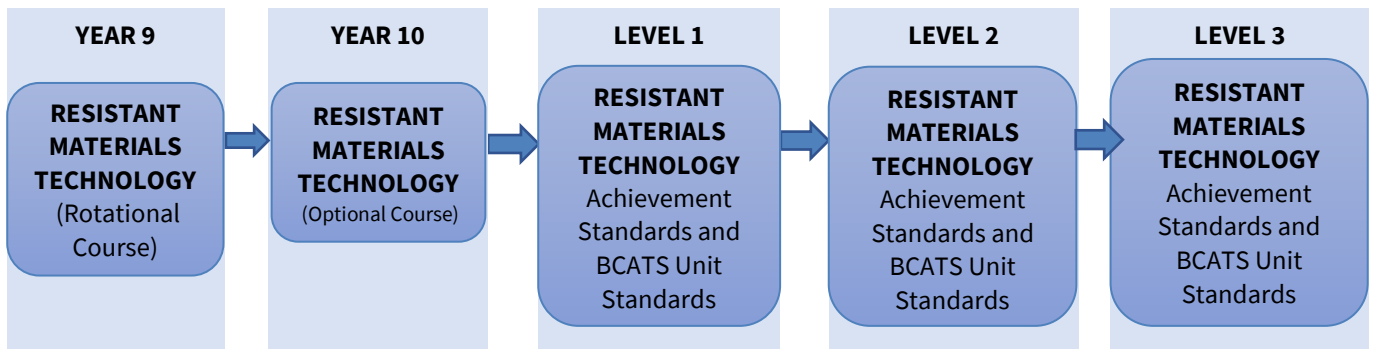 YEAR 9
RESISTANT
MATERIALS
TECHNOLOGY
(Rotational
Course)
YEAR 10
RESISTANT
MATERIALS
TECHNOLOGY
(Optional Course)
LEVEL 1
RESISTANT
MATERIALS
TECHNOLOGY
Achievement
Standards and
BCATS Unit
Standards
LEVEL 2
RESISTANT
MATERIALS
TECHNOLOGY
Achievement
Standards and
BCATS Unit
Standards
LEVEL 3
RESISTANT
MATERIALS
TECHNOLOGY
Achievement
Standards and
BCATS Unit
Standards